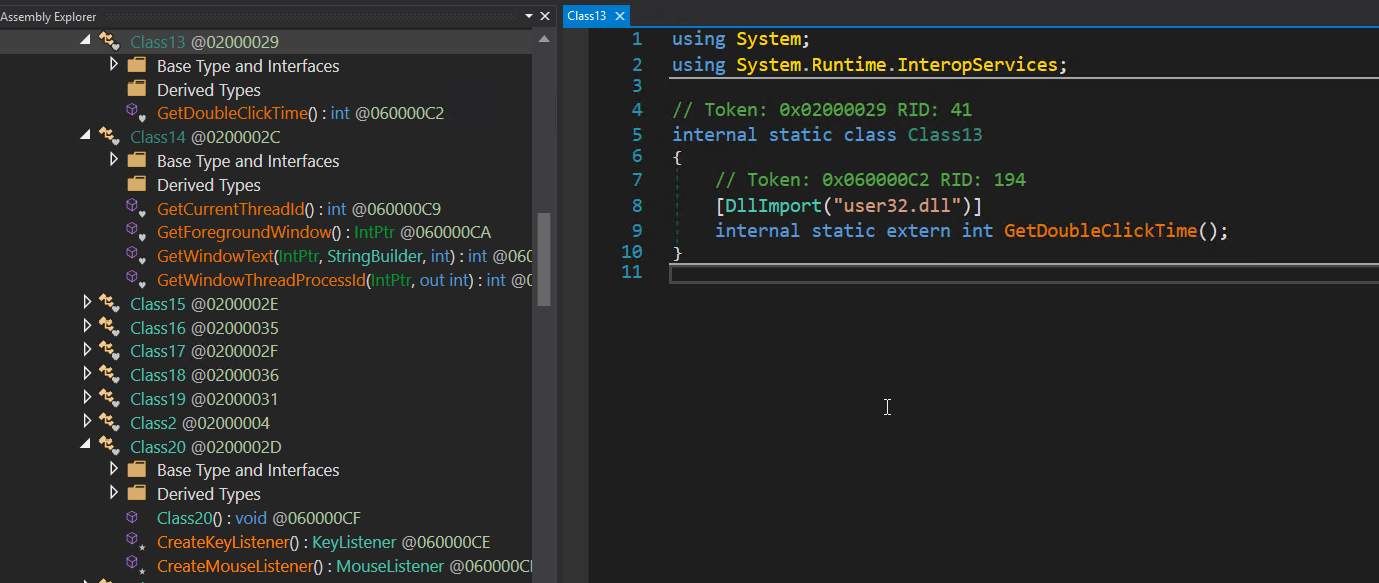 Assembly Explorer
Class13 @02000029
Base Type and Interfaces
Derived Types
GetDoubleClickTime() : int @060000C2
Class14 @0200002C
Base Type and Interfaces
Derived Types
GetCurrentThreadId() : int @060000C9
GetForegroundWindow() : IntPtr @060000CA
GetWindowText(IntPtr, StringBuilder, int) : int @060
GetWindowThreadProcessId(IntPtr, out int) : int @0
Class15 @0200002E
Class16 @02000035
Class17 @0200002F
Class18 @02000036
Class19 @02000031
Class2 @02000004
Class20 @0200002D
Base Type and Interfaces
Derived Types
Class20() : void @060000CF
CreateKeyListener() : KeyListener @060000CE
CreateMouseListener() : MouseListener @060000C
Class13
1 using System;
2 using System.Runtime.InteropServices;
3
4 // Token: 0x02000029 RID: 41
5 internal static class Class13
6 {
7 // Token: 0x060000C2 RID: 194
8 [DllImport("user32.dll")]
9 internal static extern int GetDoubleClickTime();
10 }
11